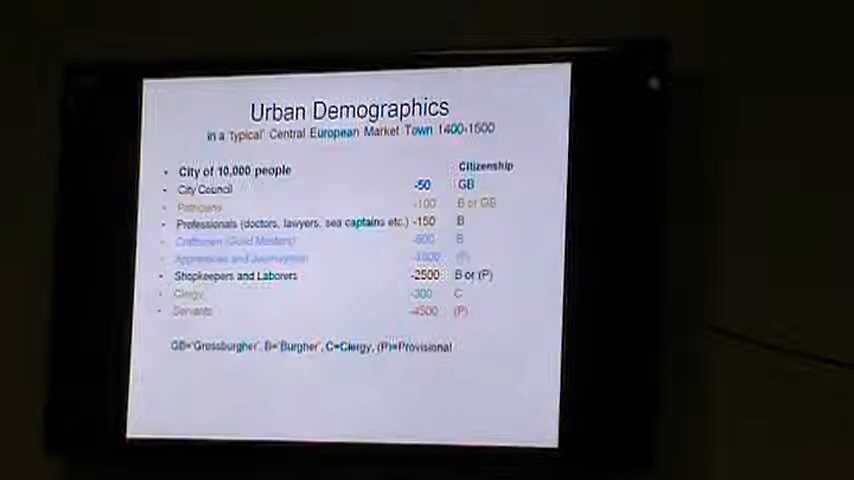 Urban Demographics
in a 'typical' Central European Market Town 1400-1500
Citizenship
• City of 10,000 people
• City Council -50 GB
• Patricians -100 B or GB
• Professionals (doctors, lawyers, sea captains etc.) -150 B
• Craftsmen (Guild Masters) B
• Apprentices and Journeymen (P)
• Shopkeepers and Laborers -2500 B or (P)
• Clergy -300 C
• Servants -4500 (P)
GB='Grossburgher', B='Burgher', C=Clergy, (P)=Provisional